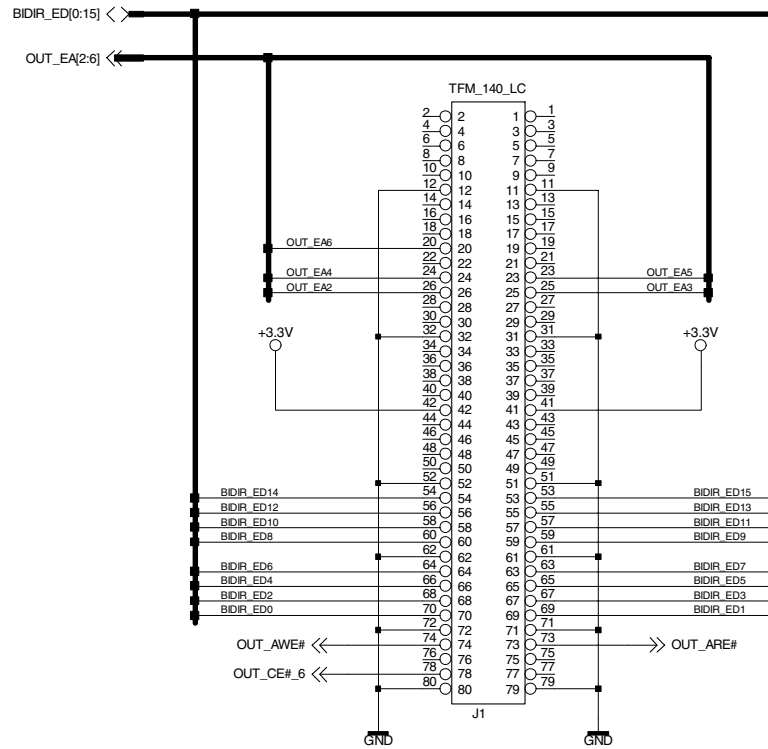 BIDIR_ED[0:15]
OUT_EA[2:6]
TFM_140_LC
2 2 1 1
4 4 3 3
6 6 5 5
8 8 7 7
10 10 9 9
12 12 11 11
14 14 13 13
16 16 15 15
18 18 17 17
OUT_EA6 20 20 19 19
22 22 21 21
OUT_EA4 24 24 23 23 OUT_EA5
OUT_EA2 26 26 25 25 OUT_EA3
28 28 27 27
30 30 29 29
+3.3V 32 32 31 31 +3.3V
34 34 33 33
36 36 35 35
38 38 37 37
40 40 39 39
42 42 41 41
44 44 43 43
46 46 45 45
48 48 47 47
50 50 49 49
52 52 51 51
BIDIR_ED14 54 54 53 53 BIDIR_ED15
BIDIR_ED12 56 56 55 55 BIDIR_ED13
BIDIR_ED10 58 58 57 57 BIDIR_ED11
BIDIR_ED8 60 60 59 59 BIDIR_ED9
62 62 61 61
BIDIR_ED6 64 64 63 63 BIDIR_ED7
BIDIR_ED4 66 66 65 65 BIDIR_ED5
BIDIR_ED2 68 68 67 67 BIDIR_ED3
BIDIR_ED0 70 70 69 69 BIDIR_ED1
72 72 71 71
OUT_AWE# 74 74 73 73 OUT_ARE#
76 76 75 75
OUT_CE#_6 78 78 77 77
80 80 79 79
J1
GND GND